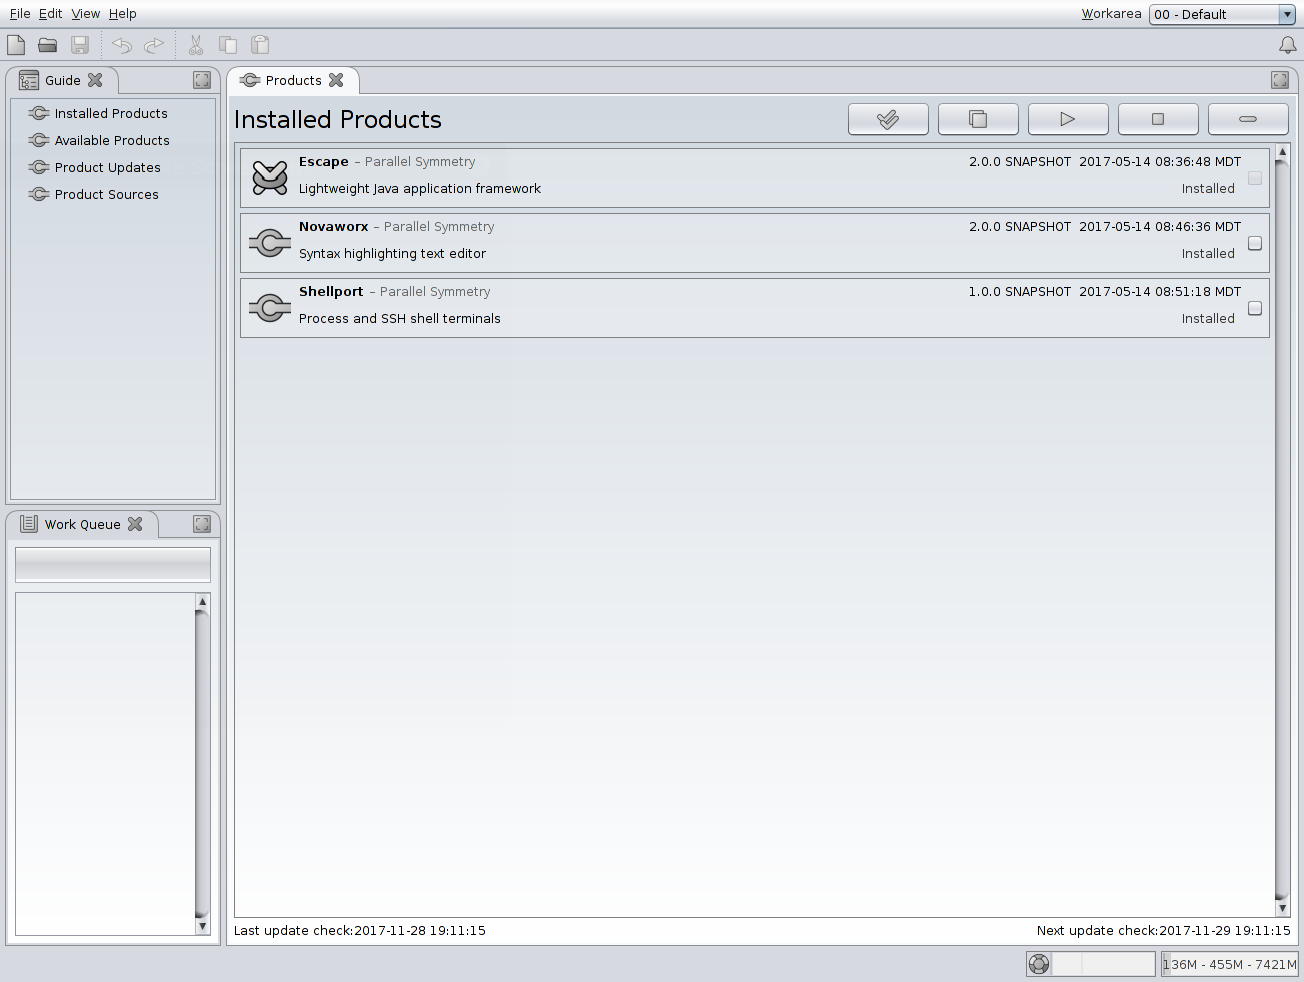 File Edit View Help
Workarea 00 - Default
Guide
Installed Products
Available Products
Product Updates
Product Sources
Work Queue
Products
Installed Products
Escape – Parallel Symmetry 2.0.0 SNAPSHOT 2017-05-14 08:36:48 MDT
Lightweight Java application framework Installed
Novaworx – Parallel Symmetry 2.0.0 SNAPSHOT 2017-05-14 08:46:36 MDT
Syntax highlighting text editor Installed
Shellport – Parallel Symmetry 1.0.0 SNAPSHOT 2017-05-14 08:51:18 MDT
Process and SSH shell terminals Installed
Last update check:2017-11-28 19:11:15 Next update check:2017-11-29 19:11:15
136M - 455M - 7421M